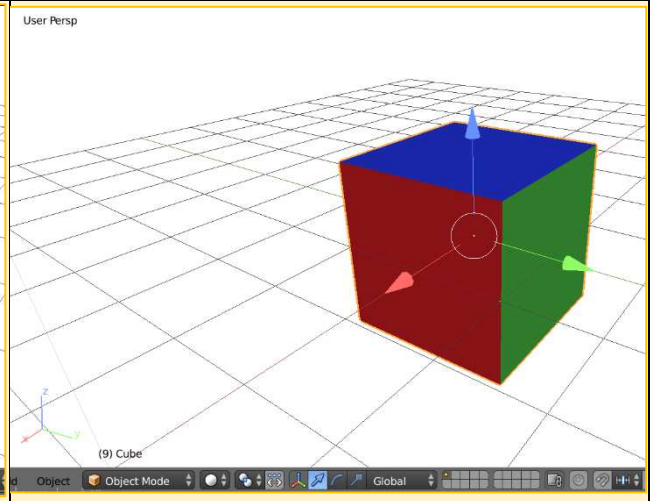 User Persp
z
x
y
(9) Cube
Object
Object Mode
Global